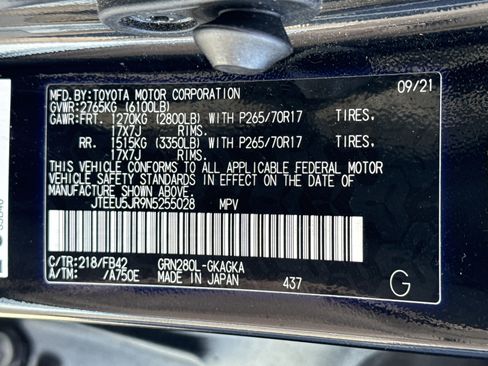 MFD.BY:TOYOTA MOTOR CORPORATION 09/21
GVWR:2765KG (6100LB)
GAWR:FRT. 1270KG (2800LB) WITH P265/70R17 TIRES,
17X7J RIMS.
RR. 1515KG (3350LB) WITH P265/70R17 TIRES,
17X7J RIMS.
THIS VEHICLE CONFORMS TO ALL APPLICABLE FEDERAL MOTOR
VEHICLE SAFETY STANDARDS IN EFFECT ON THE DATE OF
MANUFACTURE SHOWN ABOVE.
JTEEU5JR9N5255028 MPV
C/TR:218/FB42 GRN280L-GKAGKA
A/TM: /A750E MADE IN JAPAN 437
G